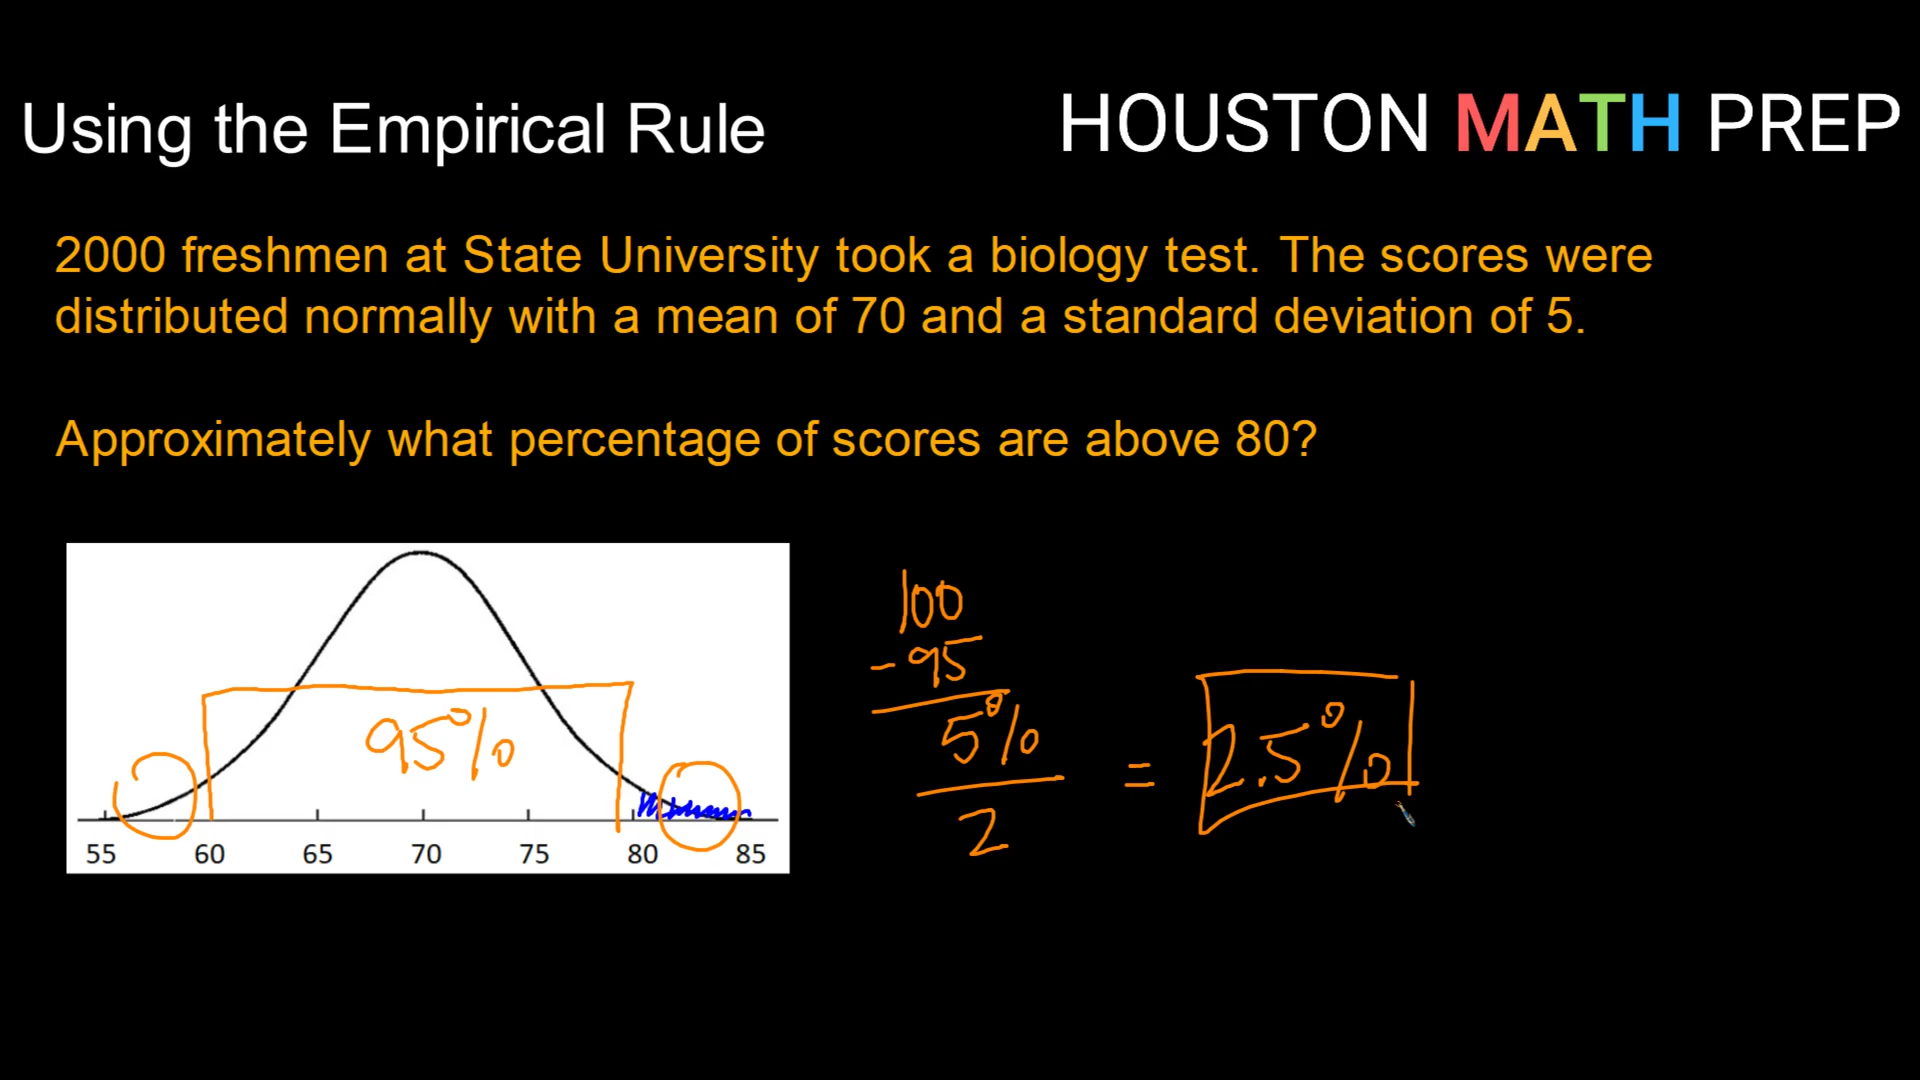 Using the Empirical Rule
HOUSTON MATH PREP
2000 freshmen at State University took a biology test. The scores were
distributed normally with a mean of 70 and a standard deviation of 5.
Approximately what percentage of scores are above 80?
95%
55 60 65 70 75 80 85
100
- 95
5%
2
= 2.5%